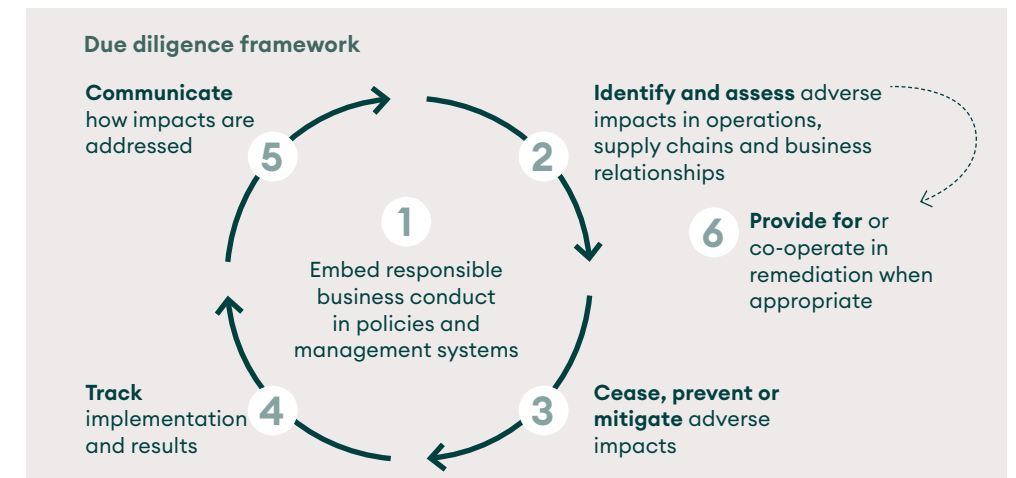 Due diligence framework
Communicate
how impacts are
addressed
5
Identify and assess adverse
impacts in operations,
supply chains and business
relationships
2
1
Embed responsible
business conduct
in policies and
management systems
6
Provide for or
co-operate in
remediation when
appropriate
Track
implementation
and results
4
3
Cease, prevent or
mitigate adverse
impacts